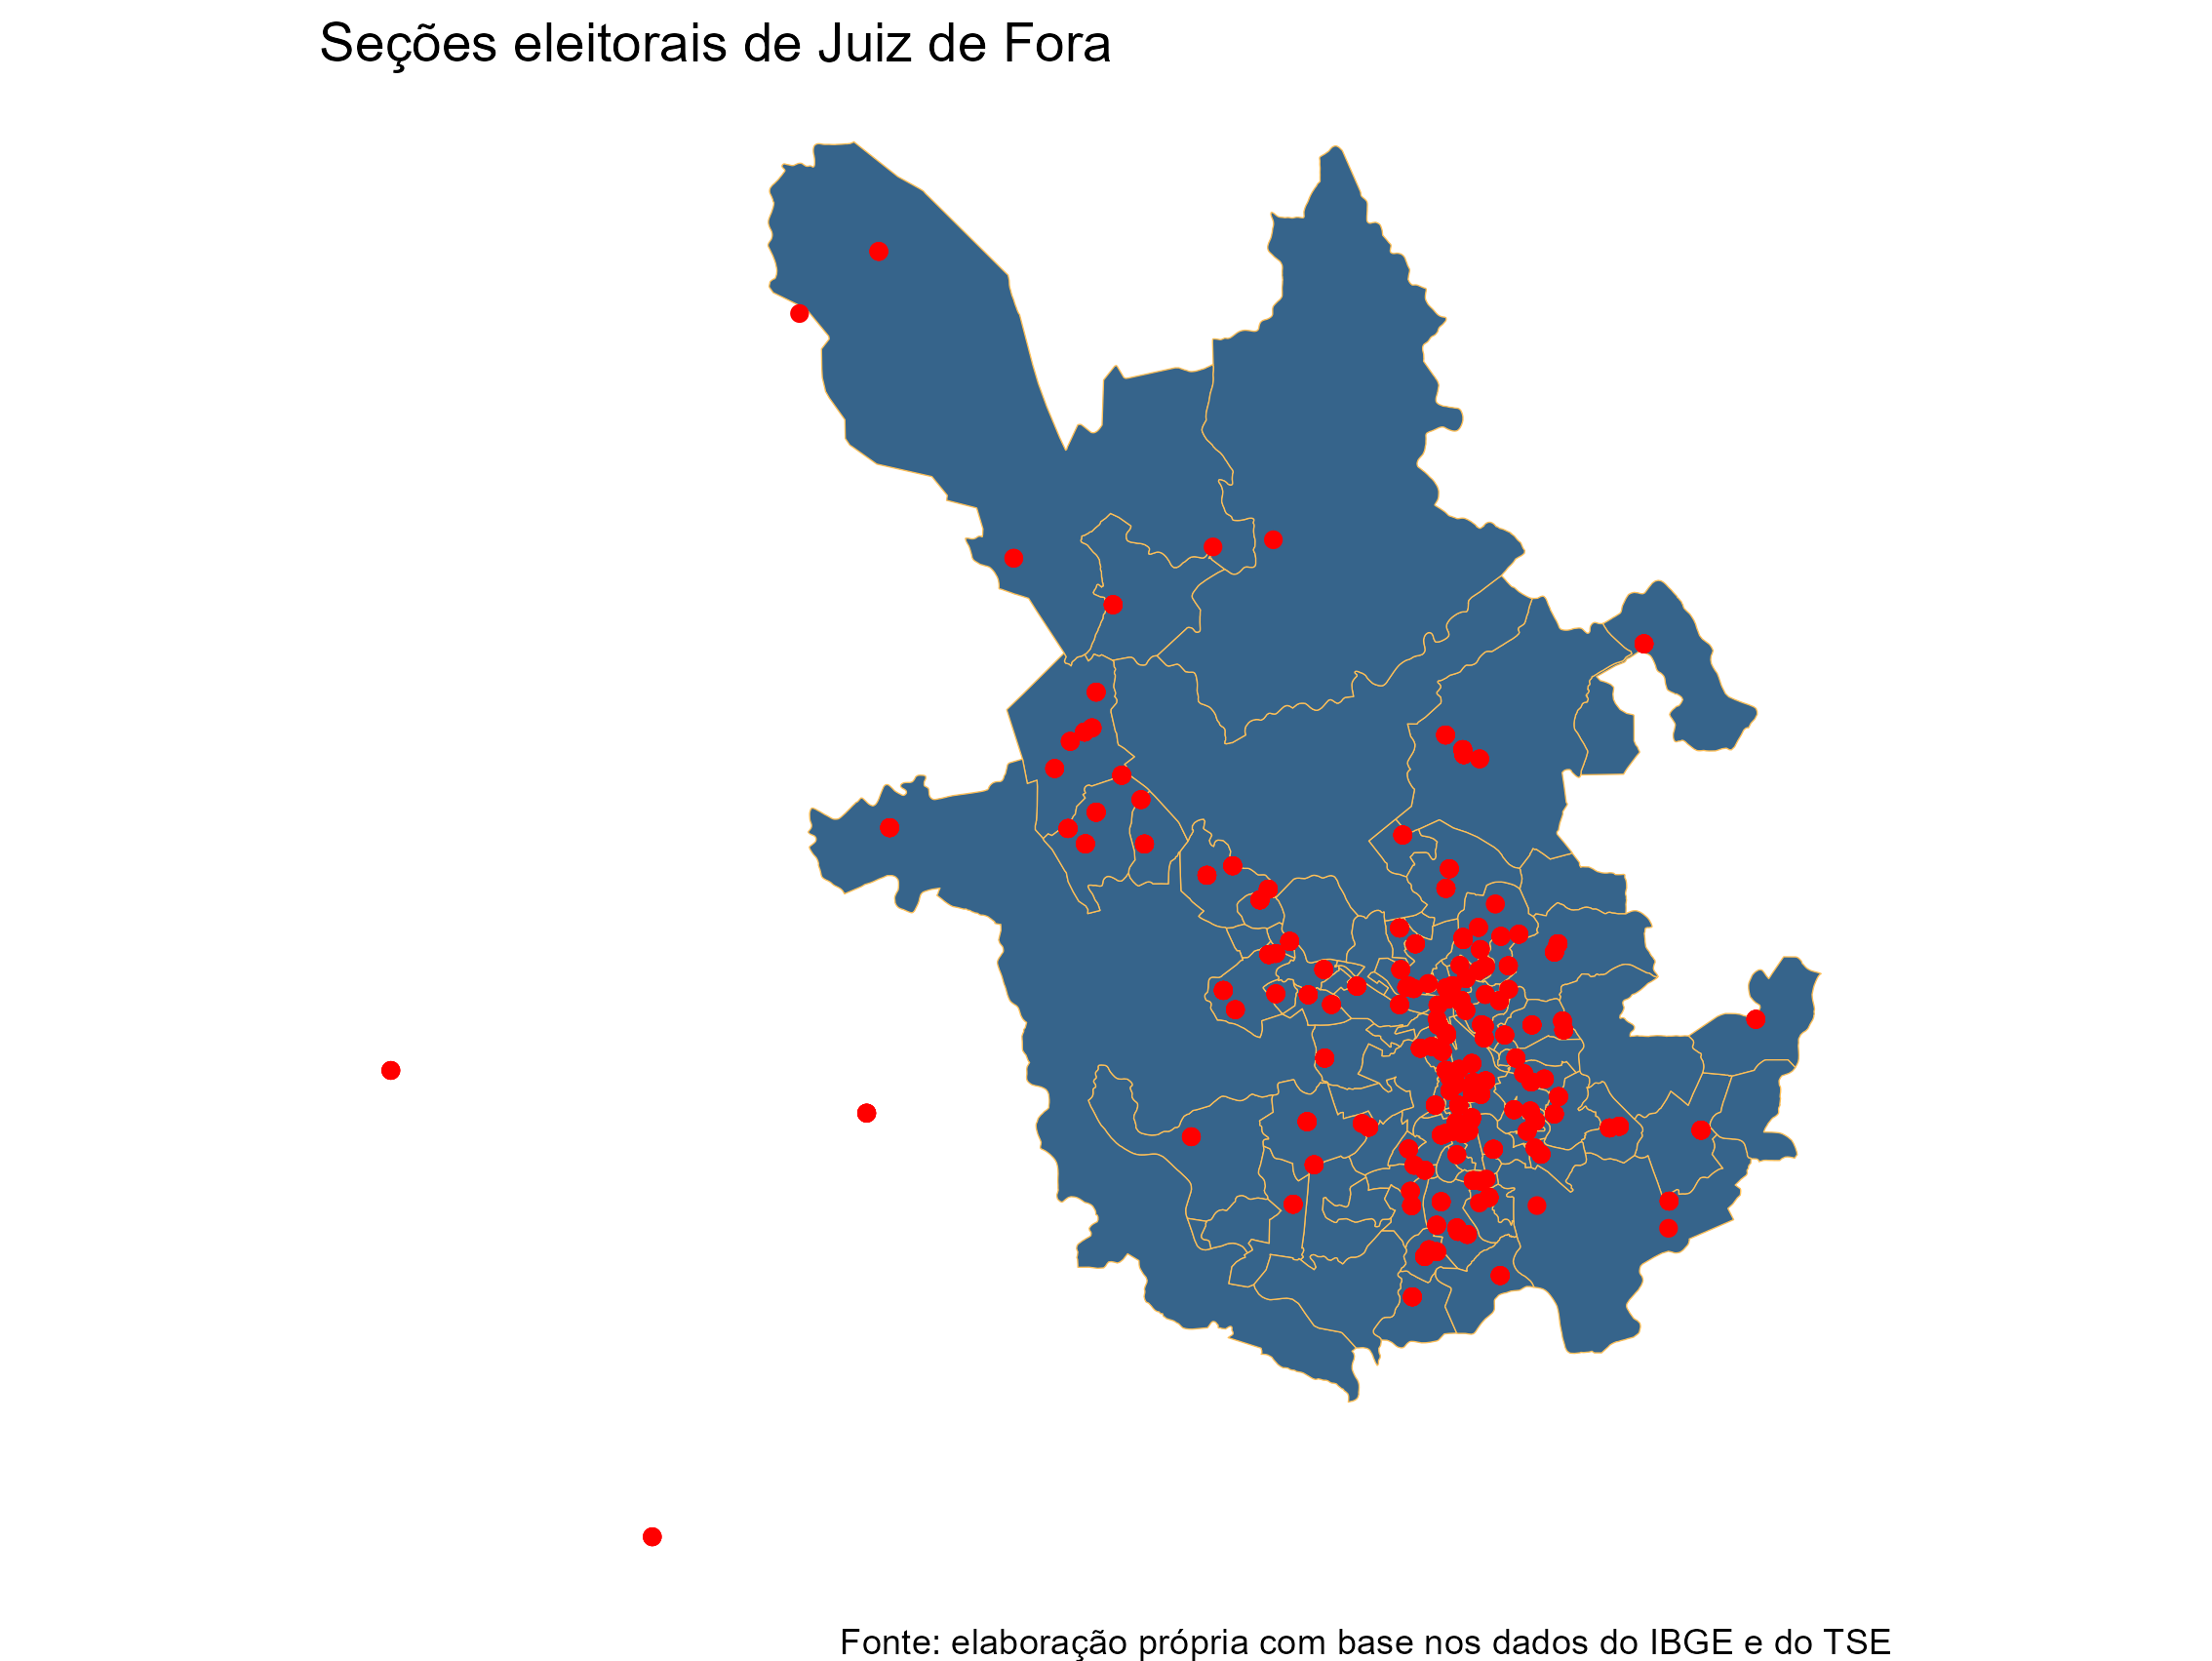 Seções eleitorais de Juiz de Fora
Fonte: elaboração própria com base nos dados do IBGE e do TSE